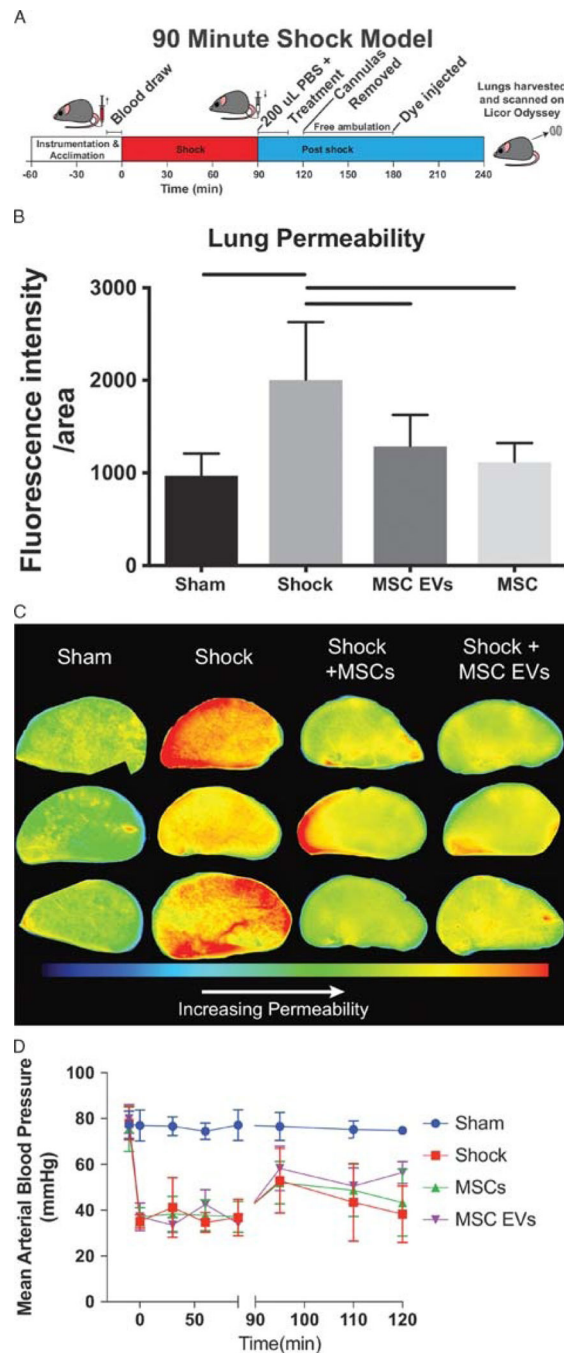 A
90 Minute Shock Model
Blood draw
200 uL PBS +
Treatment
Cannulas
Removed
Dye injected
Lungs harvested
and scanned on
Licor Odyssey
Free ambulation
Instrumentation &
Acclimation
Shock
Post shock
-60 -30 0 30 60 90 120 150 180 210 240
Time (min)
B
Lung Permeability
Fluorescence intensity
/area
3000
2000
1000
0
Sham Shock MSC EVs MSC
C
Sham
Shock
Shock
+MSCs
Shock +
MSC EVs
Increasing Permeability
D
Mean Arterial Blood Pressure
(mmHg)
100
80
60
40
20
0
0 50 90 100 110 120
Time(min)
Sham
Shock
MSCs
MSC EVs